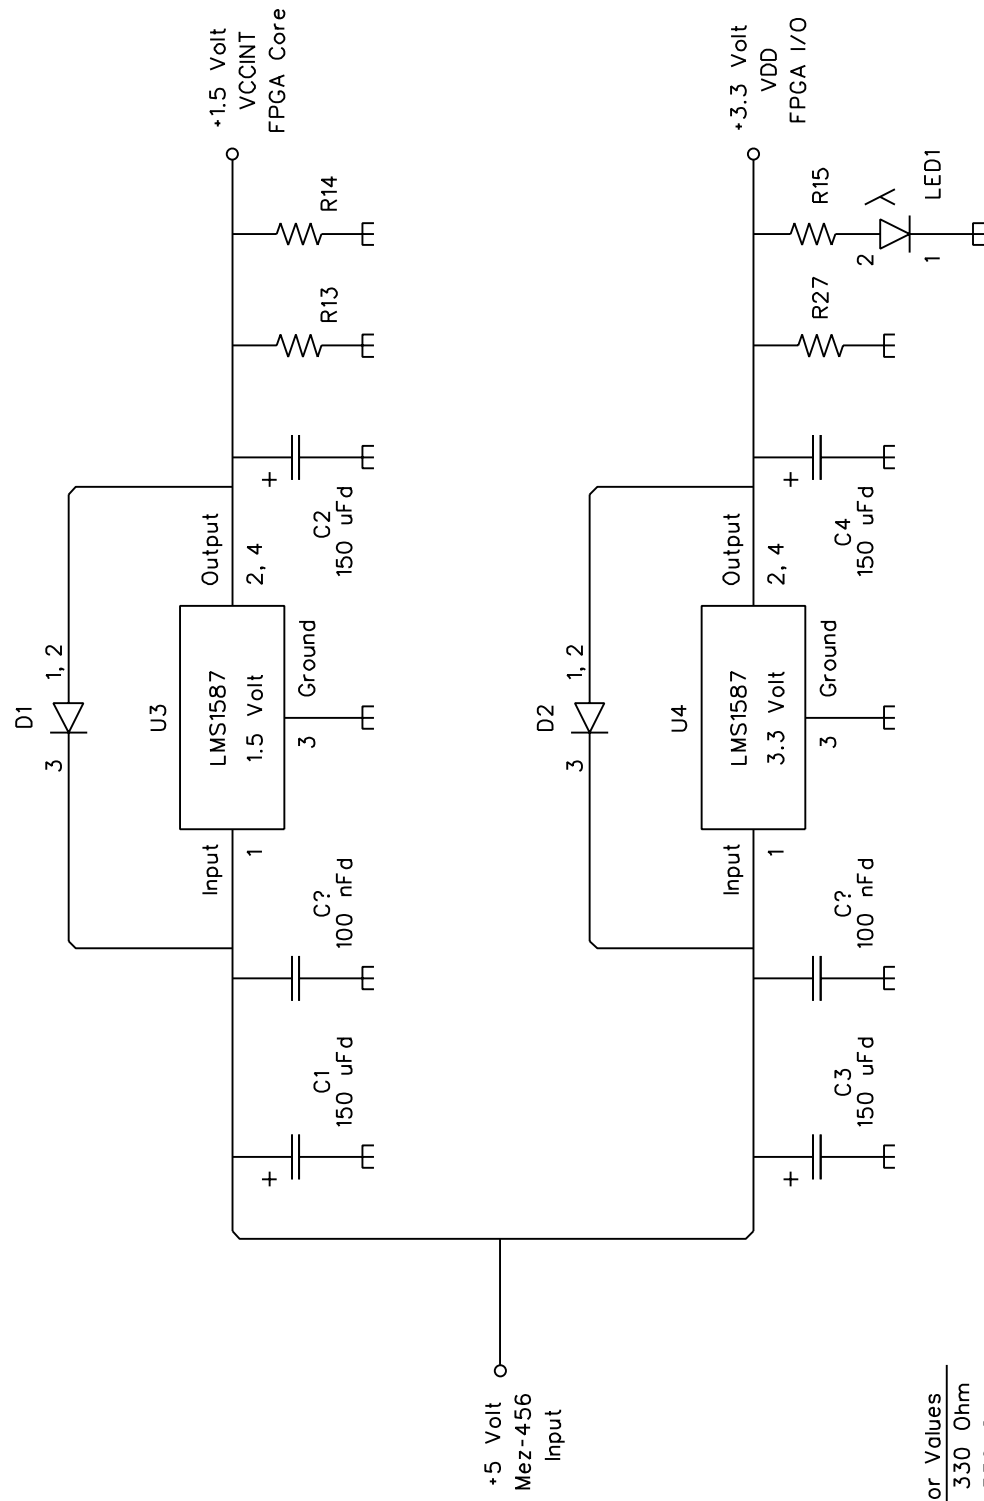 +5 Volt
Mez-456
Input
C1
150 uFd
+
C?
100 nFd
Input
1
D1
3
1, 2
U3
LMS1587
1.5 Volt
3
Ground
Output
2, 4
+
C2
150 uFd
R13
R14
+1.5 Volt
VCCINT
FPGA Core
C3
150 uFd
+
C?
100 nFd
Input
1
D2
3
1, 2
U4
LMS1587
3.3 Volt
3
Ground
Output
2, 4
+
C4
150 uFd
R27
R15
2
1
LED1
+3.3 Volt
VDD
FPGA I/O
or Values
330 Ohm